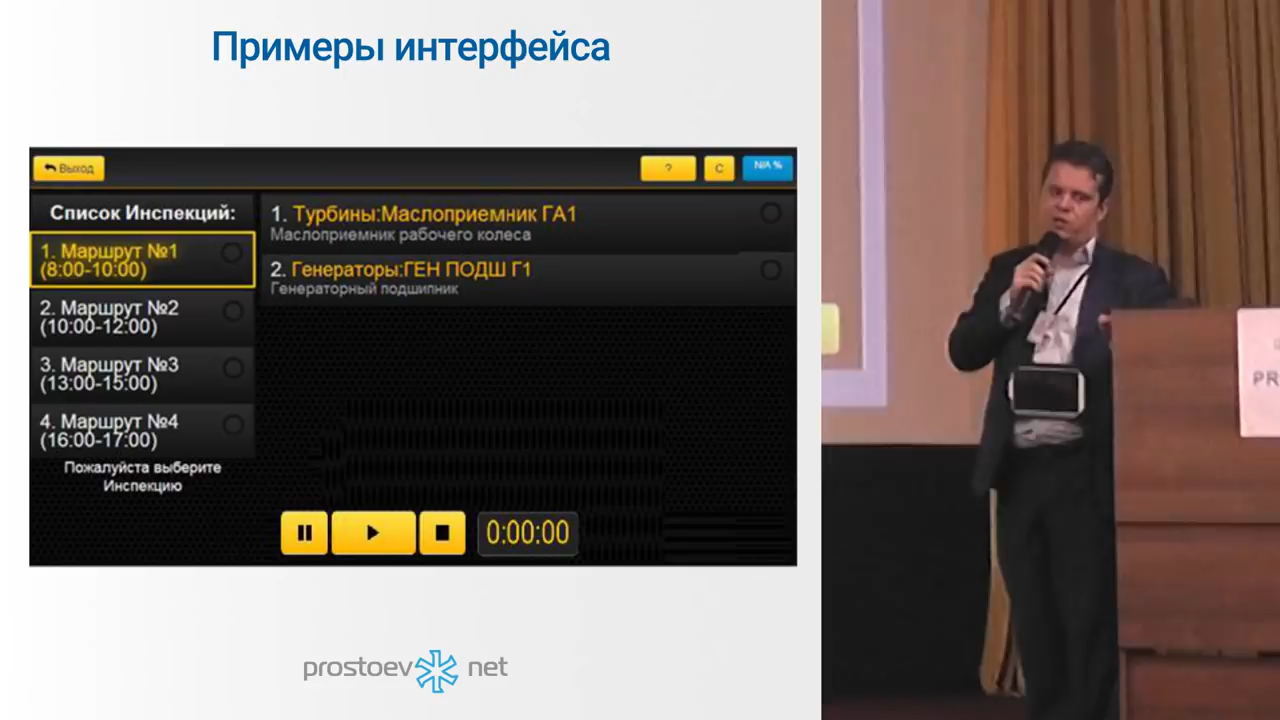 Примеры интерфейса
Выход
?
C
N/A %
Список Инспекций:
1. Маршрут №1
(8:00-10:00)
2. Маршрут №2
(10:00-12:00)
3. Маршрут №3
(13:00-15:00)
4. Маршрут №4
(16:00-17:00)
Пожалуйста выберите
Инспекцию
1. Турбины:Маслоприемник ГА1
Маслоприемник рабочего колеса
2. Генераторы:ГЕН ПОДШ Г1
Генераторный подшипник
0:00:00
prostoev net
PR